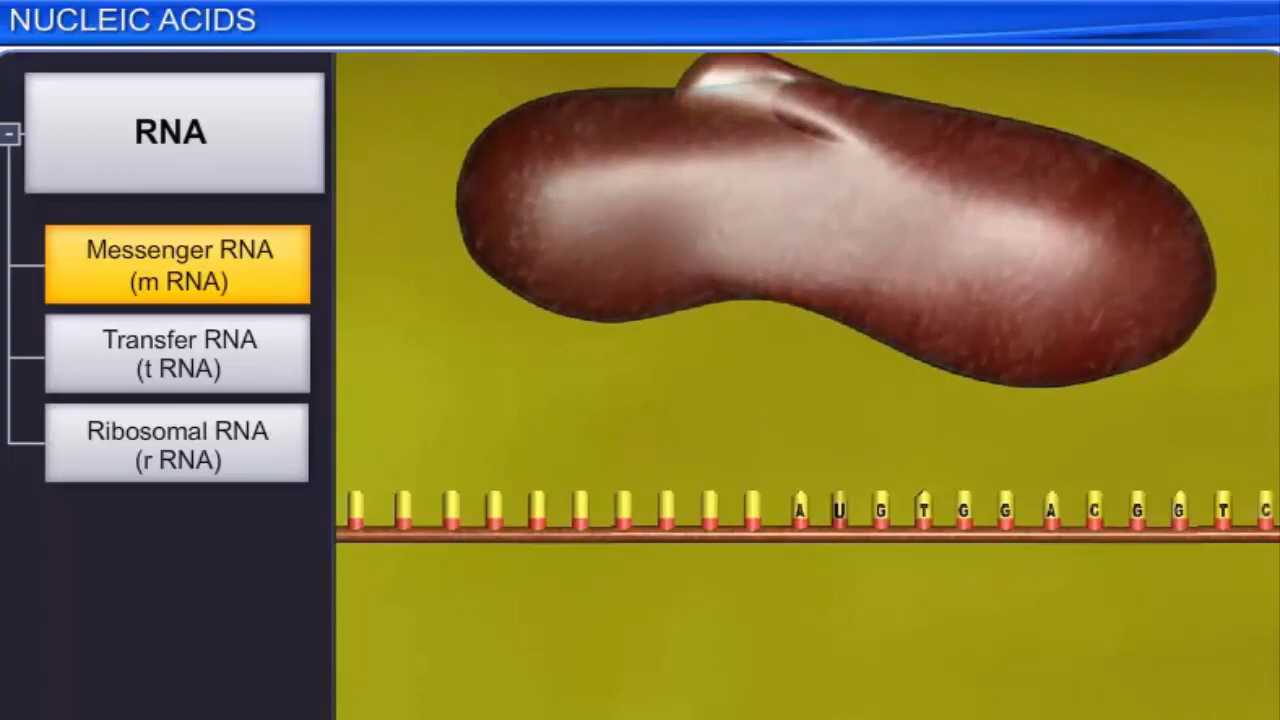 NUCLEIC ACIDS
RNA
Messenger RNA
(m RNA)
Transfer RNA
(t RNA)
Ribosomal RNA
(r RNA)
A U G T G G A C G G T C